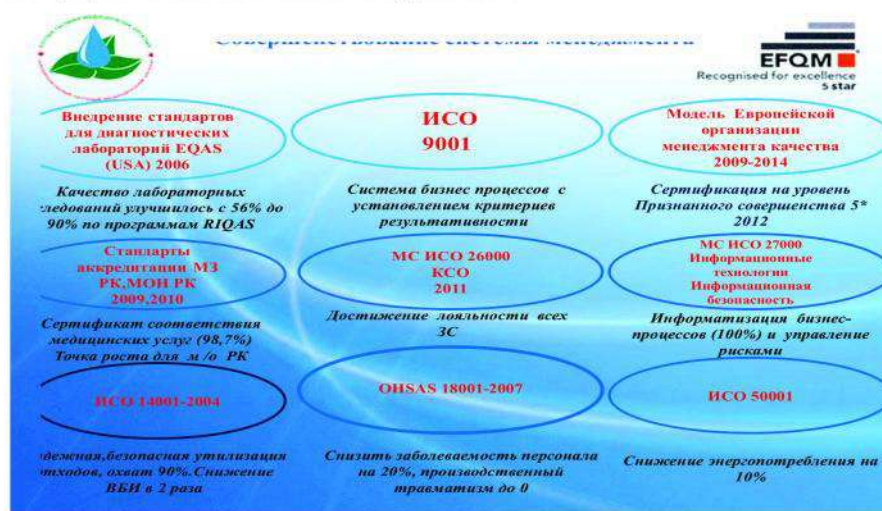 Совершенствование системы менеджмента
EFQM
Recognised for excellence
5 star
Внедрение стандартов
для диагностических
лабораторий EQAS
(USA) 2006
ИСО
9001
Модель Европейской
организации
менеджмента качества
2009-2014
Качество лабораторных
следований улучшилось с 56% до
90% по программам RIQAS
Система бизнес процессов с
установлением критериев
результативности
Сертификация на уровень
Признанного совершенства 5*
2012
Стандарты
аккредитации МЗ
РК,МОН РК
2009,2010
МС ИСО 26000
КСО
2011
МС ИСО 27000
Информационные
технологии
Информационная
безопасность
Сертификат соответствия
медицинских услуг (98,7%)
Точка роста для м /о РК
Достижение лояльности всех
ЗС
Информатизация бизнес-
процессов (100%) и управление
рисками
ИСО 14001-2004
OHSAS 18001-2007
ИСО 50001
дежная,безопасная утилизация
тходов, охват 90%.Снижение
ВБИ в 2 раза
Снизить заболеваемость персонала
на 20%, производственный
травматизм до 0
Снижение энергопотребления на
10%